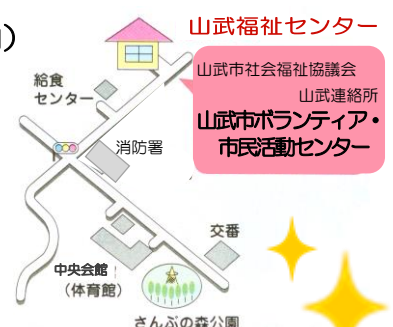 山武福祉センター
山武市社会福祉協議会
山武連絡所
山武市ボランティア・
市民活動センター
給食
センター
消防署
交番
中央会館
（体育館）
さんぶの森公園